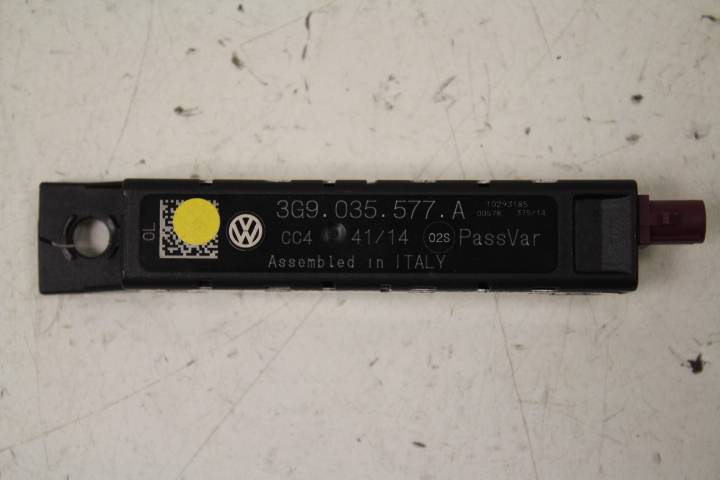 OL
3G9.035.577.A
10293185
00578 375/14
CC4 41/14 02S PassVar
Assembled in ITALY